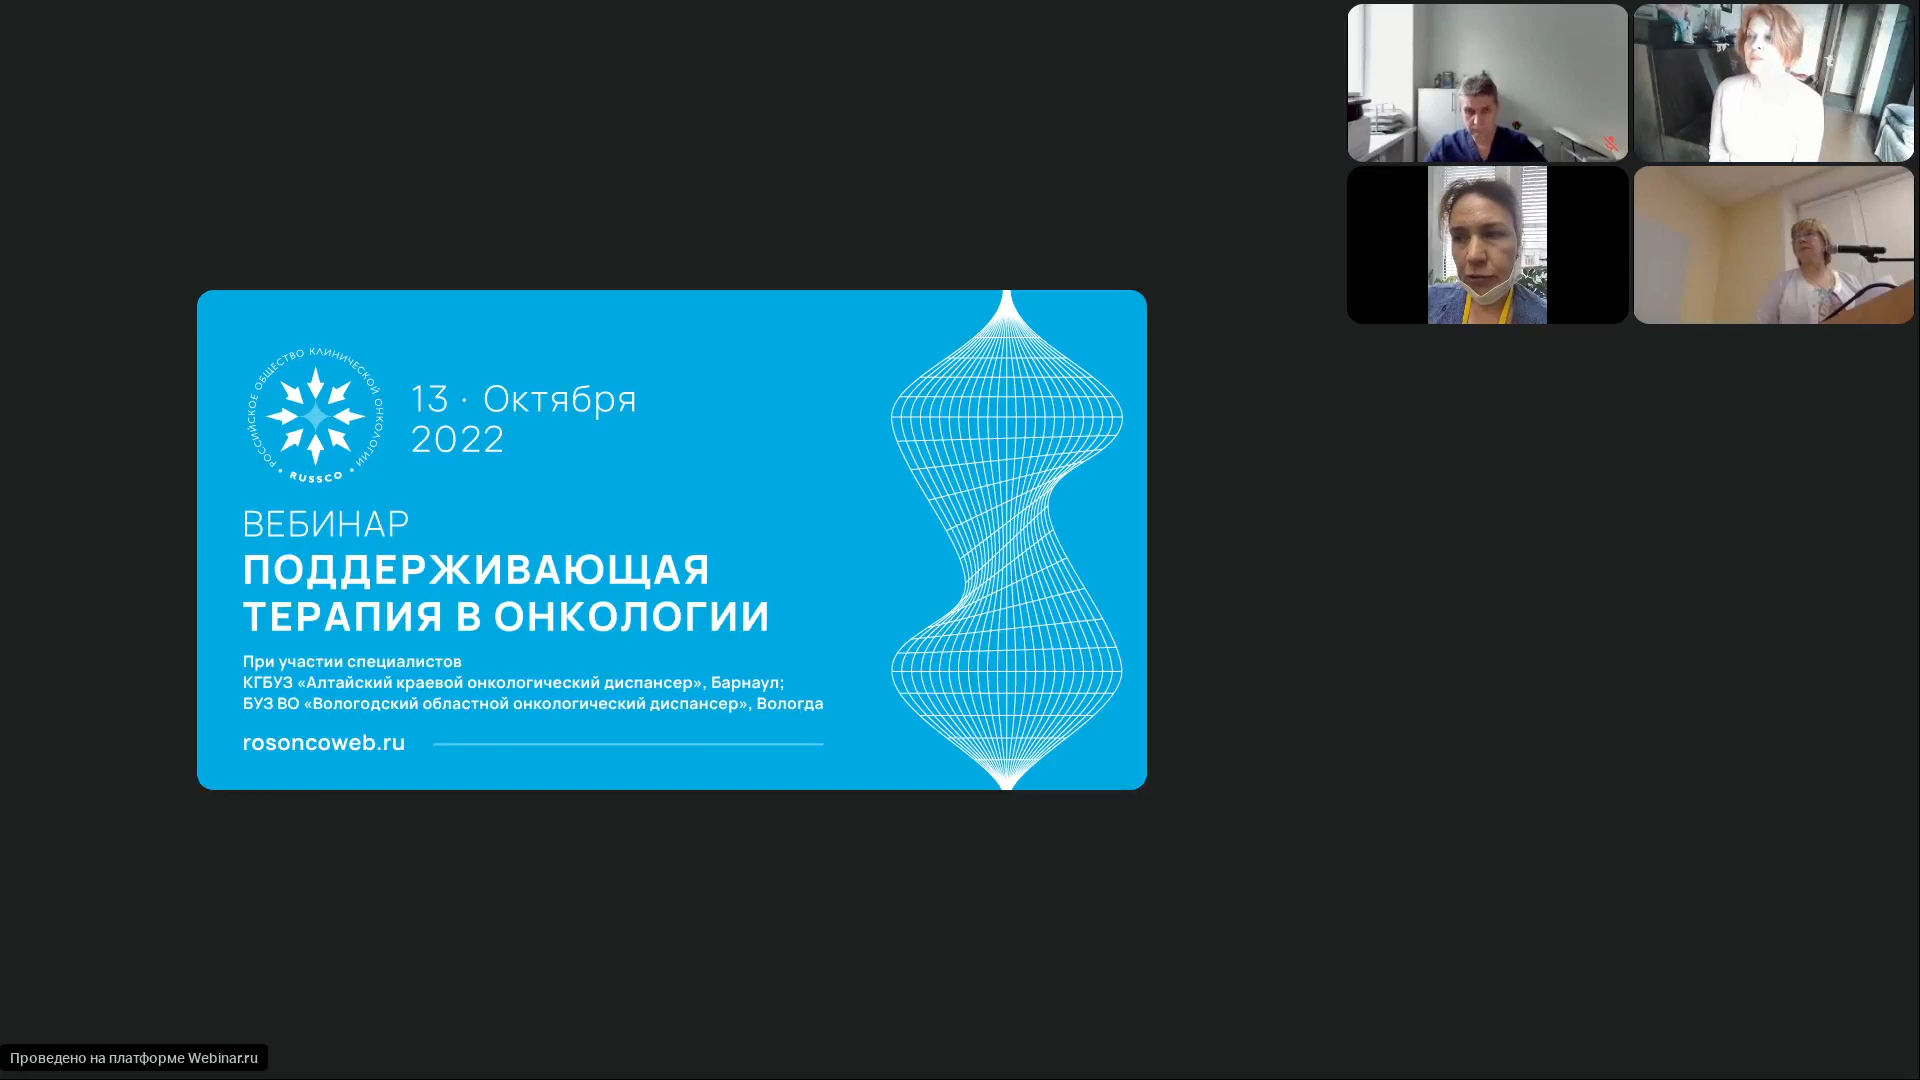 РОССИЙСКОЕ ОБЩЕСТВО КЛИНИЧЕСКОЙ ОНКОЛОГИИ
• RUSSCO •
13 · Октября
2022
ВЕБИНАР
ПОДДЕРЖИВАЮЩАЯ
ТЕРАПИЯ В ОНКОЛОГИИ
При участии специалистов
КГБУЗ «Алтайский краевой онкологический диспансер», Барнаул;
БУЗ ВО «Вологодский областной онкологический диспансер», Вологда
rosoncoweb.ru
Проведено на платформе Webinar.ru